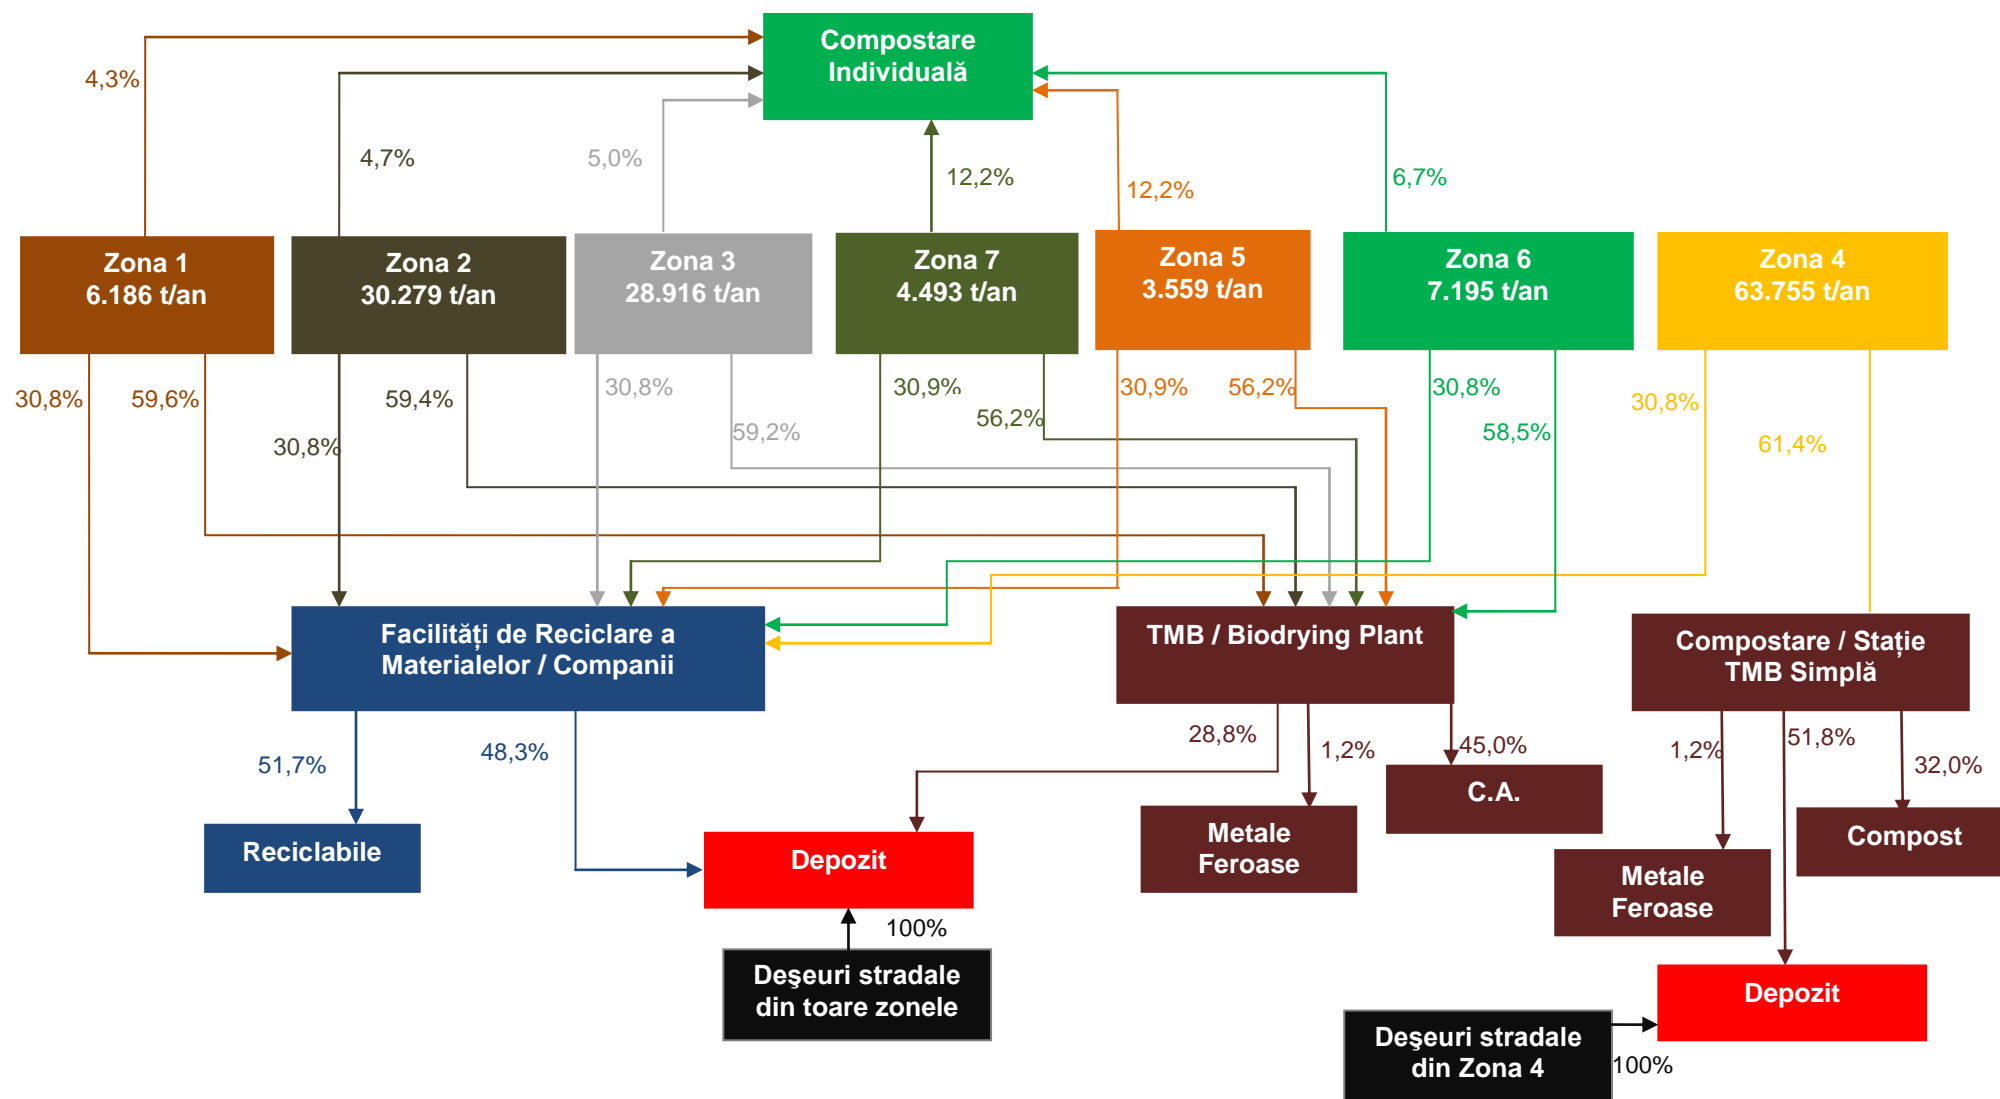 Compostare
Individuală
4,3%
4,7%
5,0%
12,2%
12,2%
6,7%
Zona 1
6.186 t/an
Zona 2
30.279 t/an
Zona 3
28.916 t/an
Zona 7
4.493 t/an
Zona 5
3.559 t/an
Zona 6
7.195 t/an
Zona 4
63.755 t/an
30,8%
59,6%
30,8%
59,4%
30,8%
59,2%
30,9%
56,2%
30,9%
56,2%
30,8%
58,5%
30,8%
61,4%
Facilități de Reciclare a
Materialelor / Companii
TMB / Biodrying Plant
Compostare / Stație
TMB Simplă
51,7%
48,3%
28,8%
1,2%
45,0%
1,2%
51,8%
32,0%
Reciclabile
Depozit
Metale
Feroase
C.A.
Metale
Feroase
Compost
100%
Deşeuri stradale
din toare zonele
Depozit
Deşeuri stradale
din Zona 4
100%